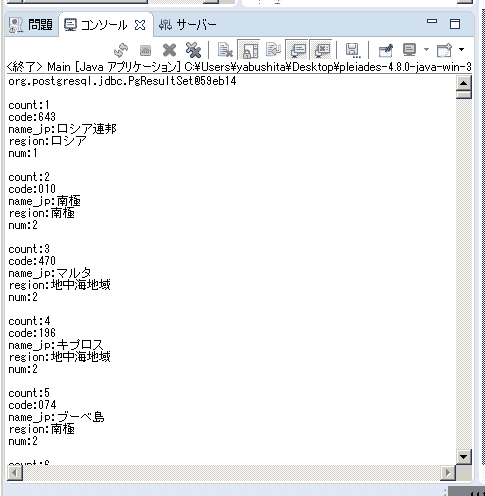 問題 コンソール サーバー
<終了> Main [Java アプリケーション] C:¥Users¥yabushita¥Desktop¥pleiades-4.8.0-java-win-3
org.postgresql.jdbc.PgResultSet@59eb14
count:1
code:643
name_jp:ロシア連邦
region:ロシア
num:1
count:2
code:010
name_jp:南極
region:南極
num:2
count:3
code:470
name_jp:マルタ
region:地中海地域
num:2
count:4
code:196
name_jp:キプロス
region:地中海地域
num:2
count:5
code:074
name_jp:ブーベ島
region:南極
num:2
count:6